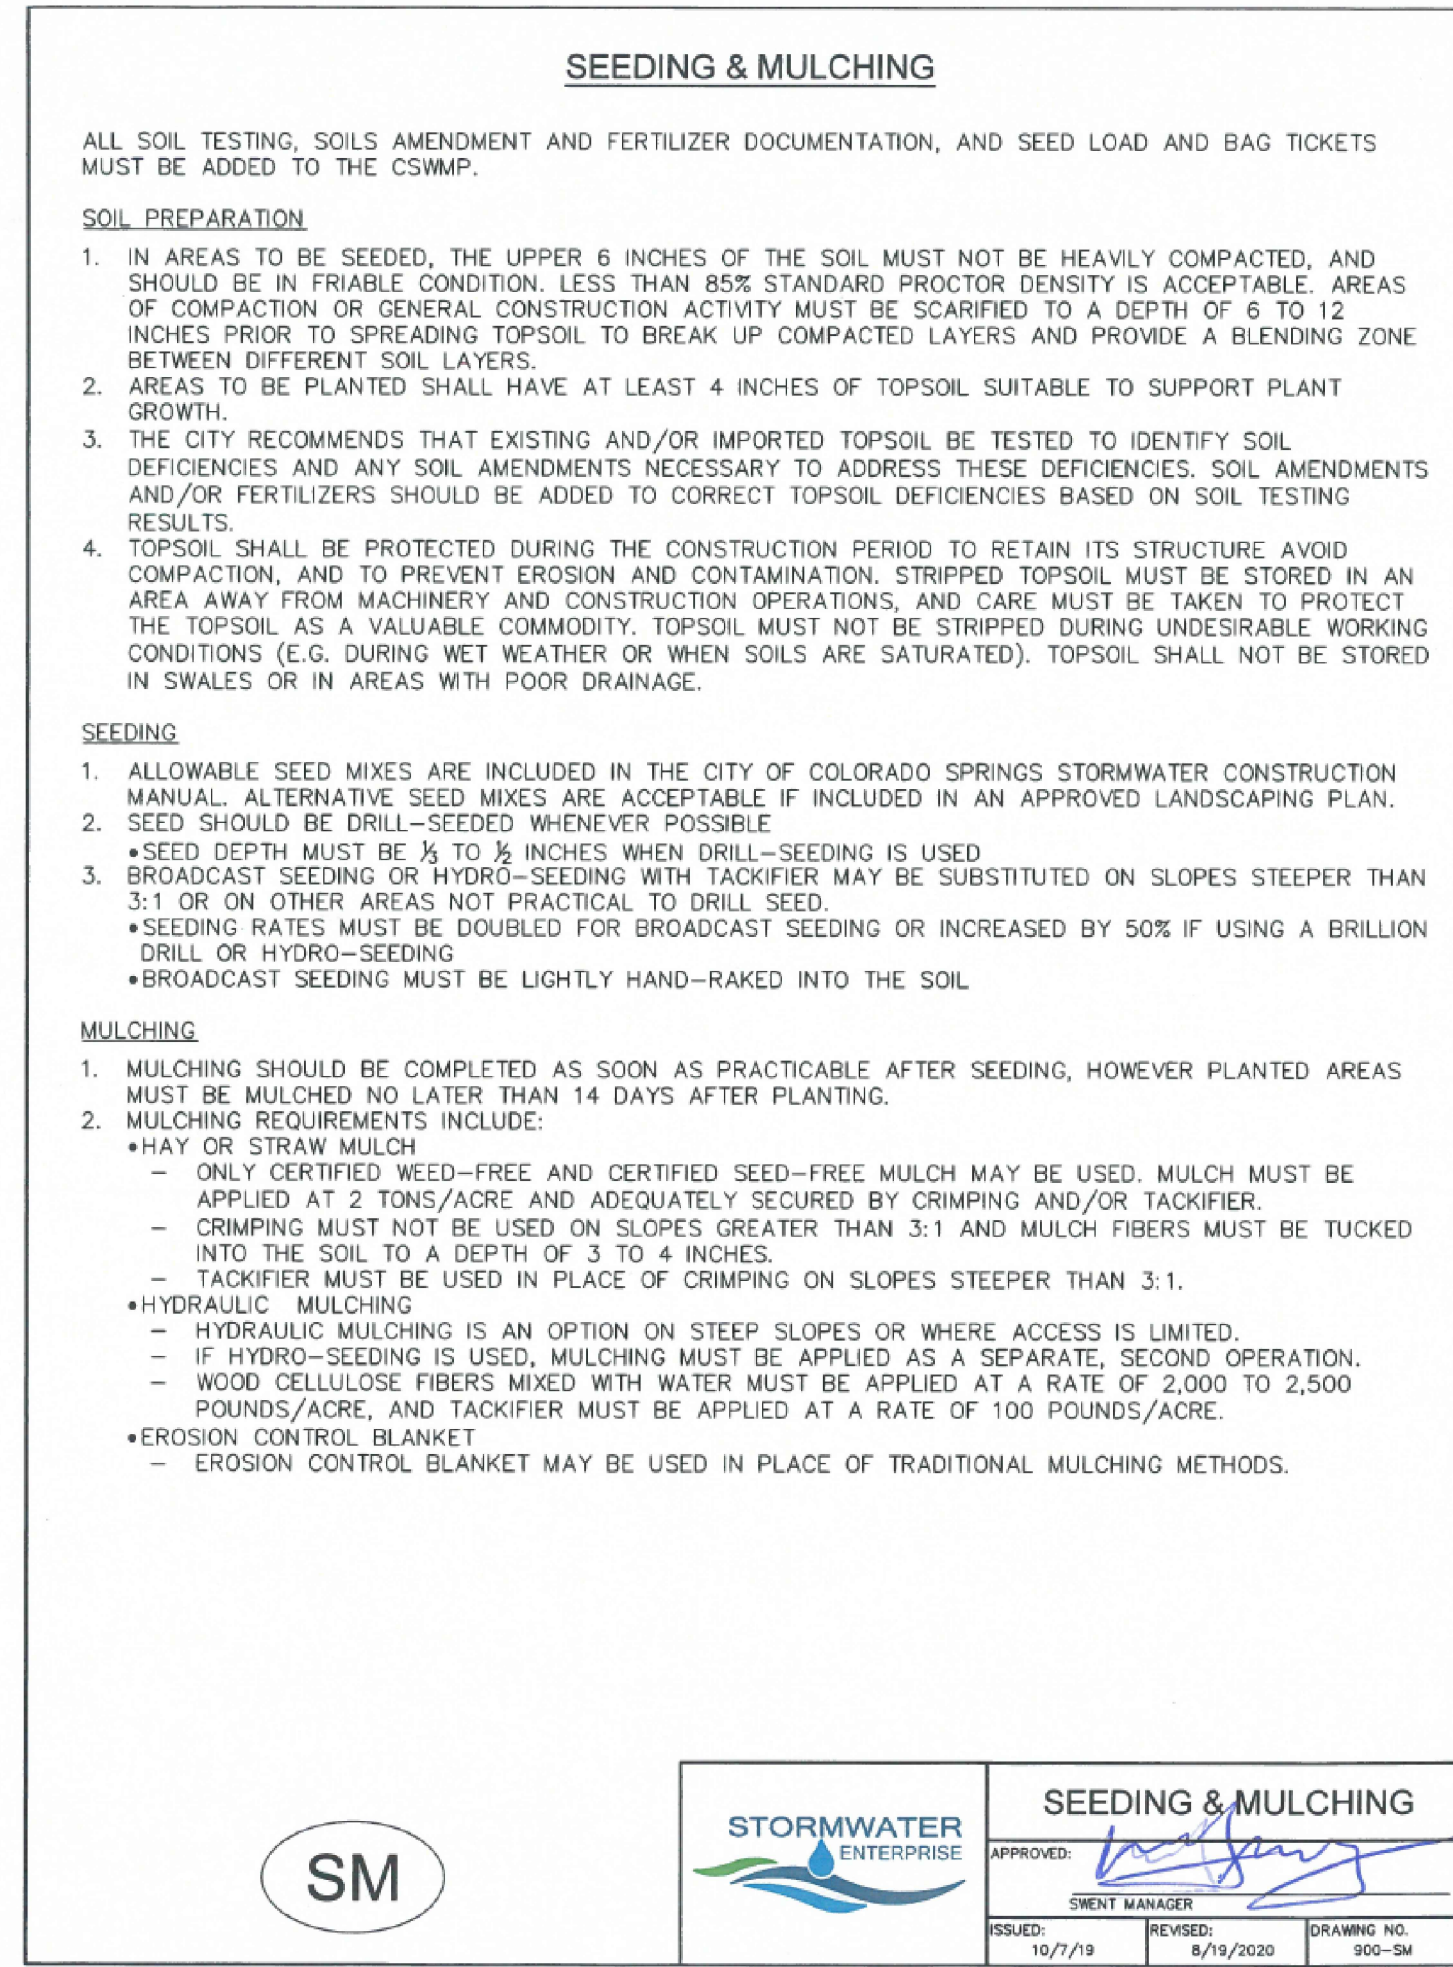 SEEDING & MULCHING
ALL SOIL TESTING, SOILS AMENDMENT AND FERTILIZER DOCUMENTATION, AND SEED LOAD AND BAG TICKETS
MUST BE ADDED TO THE CSWMP.
SOIL PREPARATION
1. IN AREAS TO BE SEEDED, THE UPPER 6 INCHES OF THE SOIL MUST NOT BE HEAVILY COMPACTED, AND
SHOULD BE IN FRIABLE CONDITION. LESS THAN 85% STANDARD PROCTOR DENSITY IS ACCEPTABLE. AREAS
OF COMPACTION OR GENERAL CONSTRUCTION ACTIVITY MUST BE SCARIFIED TO A DEPTH OF 6 TO 12
INCHES PRIOR TO SPREADING TOPSOIL TO BREAK UP COMPACTED LAYERS AND PROVIDE A BLENDING ZONE
BETWEEN DIFFERENT SOIL LAYERS.
2. AREAS TO BE PLANTED SHALL HAVE AT LEAST 4 INCHES OF TOPSOIL SUITABLE TO SUPPORT PLANT
GROWTH.
3. THE CITY RECOMMENDS THAT EXISTING AND/OR IMPORTED TOPSOIL BE TESTED TO IDENTIFY SOIL
DEFICIENCIES AND ANY SOIL AMENDMENTS NECESSARY TO ADDRESS THESE DEFICIENCIES. SOIL AMENDMENTS
AND/OR FERTILIZERS SHOULD BE ADDED TO CORRECT TOPSOIL DEFICIENCIES BASED ON SOIL TESTING
RESULTS.
4. TOPSOIL SHALL BE PROTECTED DURING THE CONSTRUCTION PERIOD TO RETAIN ITS STRUCTURE AVOID
COMPACTION, AND TO PREVENT EROSION AND CONTAMINATION. STRIPPED TOPSOIL MUST BE STORED IN AN
AREA AWAY FROM MACHINERY AND CONSTRUCTION OPERATIONS, AND CARE MUST BE TAKEN TO PROTECT
THE TOPSOIL AS A VALUABLE COMMODITY. TOPSOIL MUST NOT BE STRIPPED DURING UNDESIRABLE WORKING
CONDITIONS (E.G. DURING WET WEATHER OR WHEN SOILS ARE SATURATED). TOPSOIL SHALL NOT BE STORED
IN SWALES OR IN AREAS WITH POOR DRAINAGE.
SEEDING
1. ALLOWABLE SEED MIXES ARE INCLUDED IN THE CITY OF COLORADO SPRINGS STORMWATER CONSTRUCTION
MANUAL. ALTERNATIVE SEED MIXES ARE ACCEPTABLE IF INCLUDED IN AN APPROVED LANDSCAPING PLAN.
2. SEED SHOULD BE DRILL-SEEDED WHENEVER POSSIBLE
•SEED DEPTH MUST BE ⅓ TO ½ INCHES WHEN DRILL-SEEDING IS USED
3. BROADCAST SEEDING OR HYDRO-SEEDING WITH TACKIFIER MAY BE SUBSTITUTED ON SLOPES STEEPER THAN
3:1 OR ON OTHER AREAS NOT PRACTICAL TO DRILL SEED.
•SEEDING RATES MUST BE DOUBLED FOR BROADCAST SEEDING OR INCREASED BY 50% IF USING A BRILLION
DRILL OR HYDRO-SEEDING
•BROADCAST SEEDING MUST BE LIGHTLY HAND-RAKED INTO THE SOIL
MULCHING
1. MULCHING SHOULD BE COMPLETED AS SOON AS PRACTICABLE AFTER SEEDING, HOWEVER PLANTED AREAS
MUST BE MULCHED NO LATER THAN 14 DAYS AFTER PLANTING.
2. MULCHING REQUIREMENTS INCLUDE:
•HAY OR STRAW MULCH
– ONLY CERTIFIED WEED-FREE AND CERTIFIED SEED-FREE MULCH MAY BE USED. MULCH MUST BE
APPLIED AT 2 TONS/ACRE AND ADEQUATELY SECURED BY CRIMPING AND/OR TACKIFIER.
– CRIMPING MUST NOT BE USED ON SLOPES GREATER THAN 3:1 AND MULCH FIBERS MUST BE TUCKED
INTO THE SOIL TO A DEPTH OF 3 TO 4 INCHES.
– TACKIFIER MUST BE USED IN PLACE OF CRIMPING ON SLOPES STEEPER THAN 3:1.
•HYDRAULIC MULCHING
– HYDRAULIC MULCHING IS AN OPTION ON STEEP SLOPES OR WHERE ACCESS IS LIMITED.
– IF HYDRO-SEEDING IS USED, MULCHING MUST BE APPLIED AS A SEPARATE, SECOND OPERATION.
– WOOD CELLULOSE FIBERS MIXED WITH WATER MUST BE APPLIED AT A RATE OF 2,000 TO 2,500
POUNDS/ACRE, AND TACKIFIER MUST BE APPLIED AT A RATE OF 100 POUNDS/ACRE.
•EROSION CONTROL BLANKET
– EROSION CONTROL BLANKET MAY BE USED IN PLACE OF TRADITIONAL MULCHING METHODS.
SM
STORMWATER
ENTERPRISE
SEEDING & MULCHING
APPROVED:
SWENT MANAGER
ISSUED:
10/7/19
REVISED:
8/19/2020
DRAWING NO.
900-SM